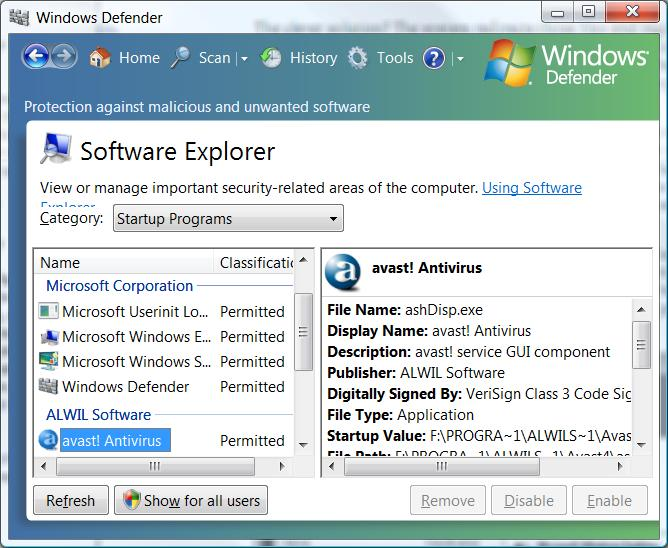 Windows Defender
Home Scan History Tools ?
Windows
Defender
Protection against malicious and unwanted software
Software Explorer
View or manage important security-related areas of the computer. Using Software
Explorer
Category: Startup Programs
Name Classificatio
Microsoft Corporation
Microsoft Userinit Lo... Permitted
Microsoft Windows E... Permitted
Microsoft Windows S... Permitted
Windows Defender Permitted
ALWIL Software
avast! Antivirus Permitted
avast! Antivirus
File Name: ashDisp.exe
Display Name: avast! Antivirus
Description: avast! service GUI component
Publisher: ALWIL Software
Digitally Signed By: VeriSign Class 3 Code Sig
File Type: Application
Startup Value: F:\PROGRA~1\ALWILS~1\Avas
File Path: F:\PROGRA~1\ALWILS~1\Avast4\as
Refresh Show for all users Remove Disable Enable